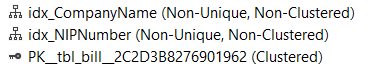 idx_CompanyName (Non-Unique, Non-Clustered)
idx_NIPNumber (Non-Unique, Non-Clustered)
PK__tbl_bill__2C2D3B8276901962 (Clustered)